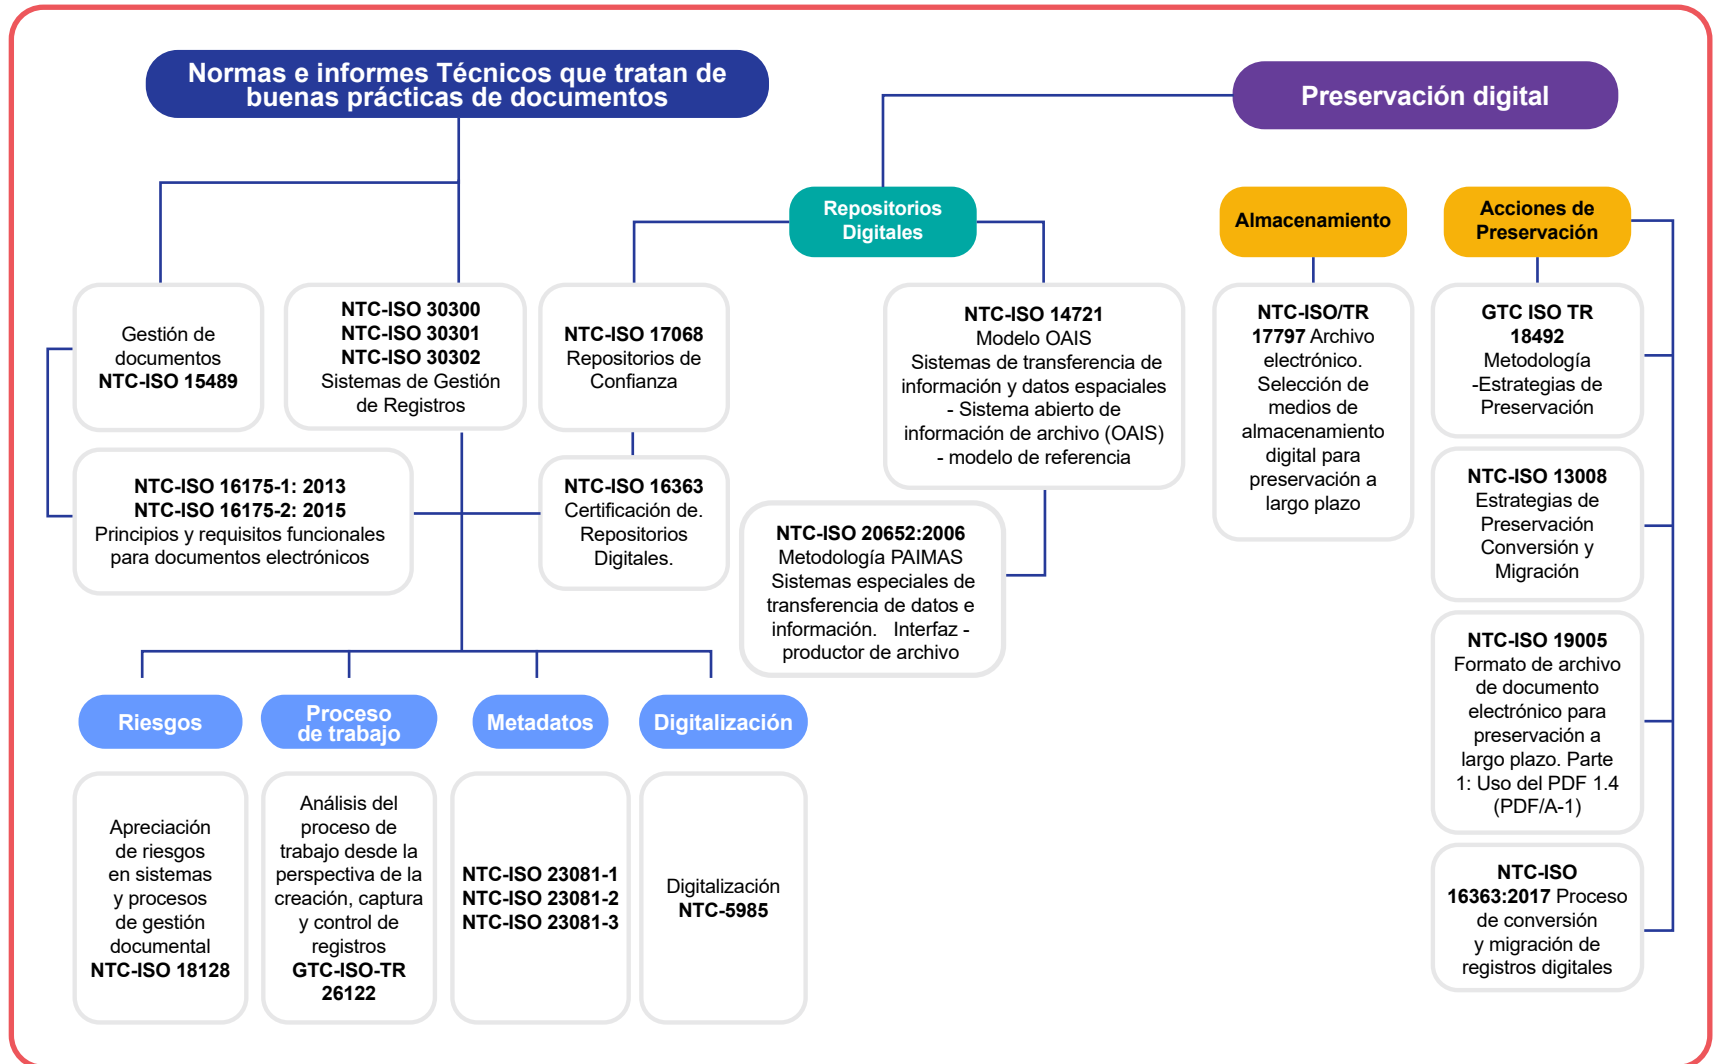 Normas e informes Técnicos que tratan de
buenas prácticas de documentos
Preservación digital
Repositorios
Digitales
Almacenamiento
Acciones de
Preservación
Gestión de
documentos
NTC-ISO 15489
NTC-ISO 30300
NTC-ISO 30301
NTC-ISO 30302
Sistemas de Gestión
de Registros
NTC-ISO 17068
Repositorios de
Confianza
NTC-ISO 14721
Modelo OAIS
Sistemas de transferencia de
información y datos espaciales
- Sistema abierto de
información de archivo (OAIS)
- modelo de referencia
NTC-ISO/TR
17797 Archivo
electrónico.
Selección de
medios de
almacenamiento
digital para
preservación a
largo plazo
GTC ISO TR
18492
Metodología
-Estrategias de
Preservación
NTC-ISO 16175-1: 2013
NTC-ISO 16175-2: 2015
Principios y requisitos funcionales
para documentos electrónicos
NTC-ISO 16363
Certificación de.
Repositorios
Digitales.
NTC-ISO 20652:2006
Metodología PAIMAS
Sistemas especiales de
transferencia de datos e
información. Interfaz -
productor de archivo
NTC-ISO 13008
Estrategias de
Preservación
Conversión y
Migración
NTC-ISO 19005
Formato de archivo
de documento
electrónico para
preservación a
largo plazo. Parte
1: Uso del PDF 1.4
(PDF/A-1)
NTC-ISO
16363:2017 Proceso
de conversión
y migración de
registros digitales
Riesgos
Proceso
de trabajo
Metadatos
Digitalización
Apreciación
de riesgos
en sistemas
y procesos
de gestión
documental
NTC-ISO 18128
Análisis del
proceso de
trabajo desde la
perspectiva de la
creación, captura
y control de
registros
GTC-ISO-TR
26122
NTC-ISO 23081-1
NTC-ISO 23081-2
NTC-ISO 23081-3
Digitalización
NTC-5985